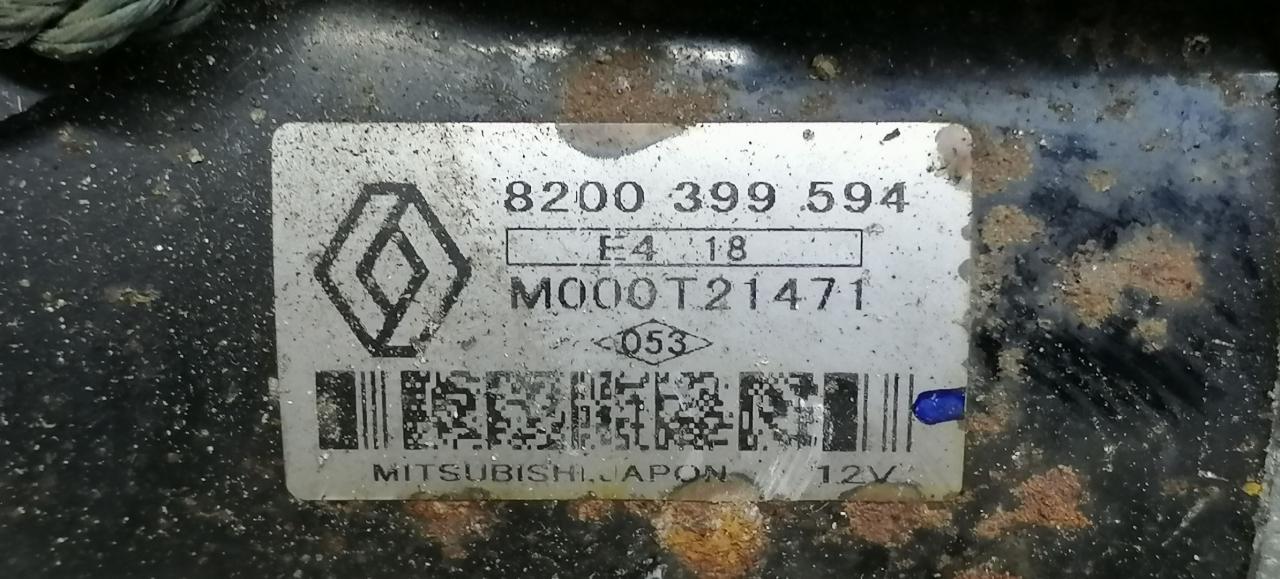 8200 399 594
E4 18
M000T21471
053
MITSUBISHI.JAPON 12V